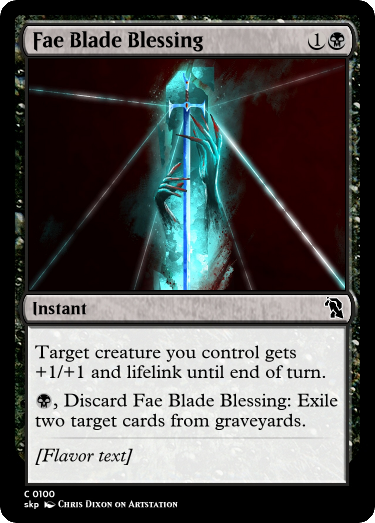 Fae Blade Blessing 1
Instant
Target creature you control gets
+1/+1 and lifelink until end of turn.
, Discard Fae Blade Blessing: Exile
two target cards from graveyards.
[Flavor text]
C 0100
skp Chris Dixon on Artstation